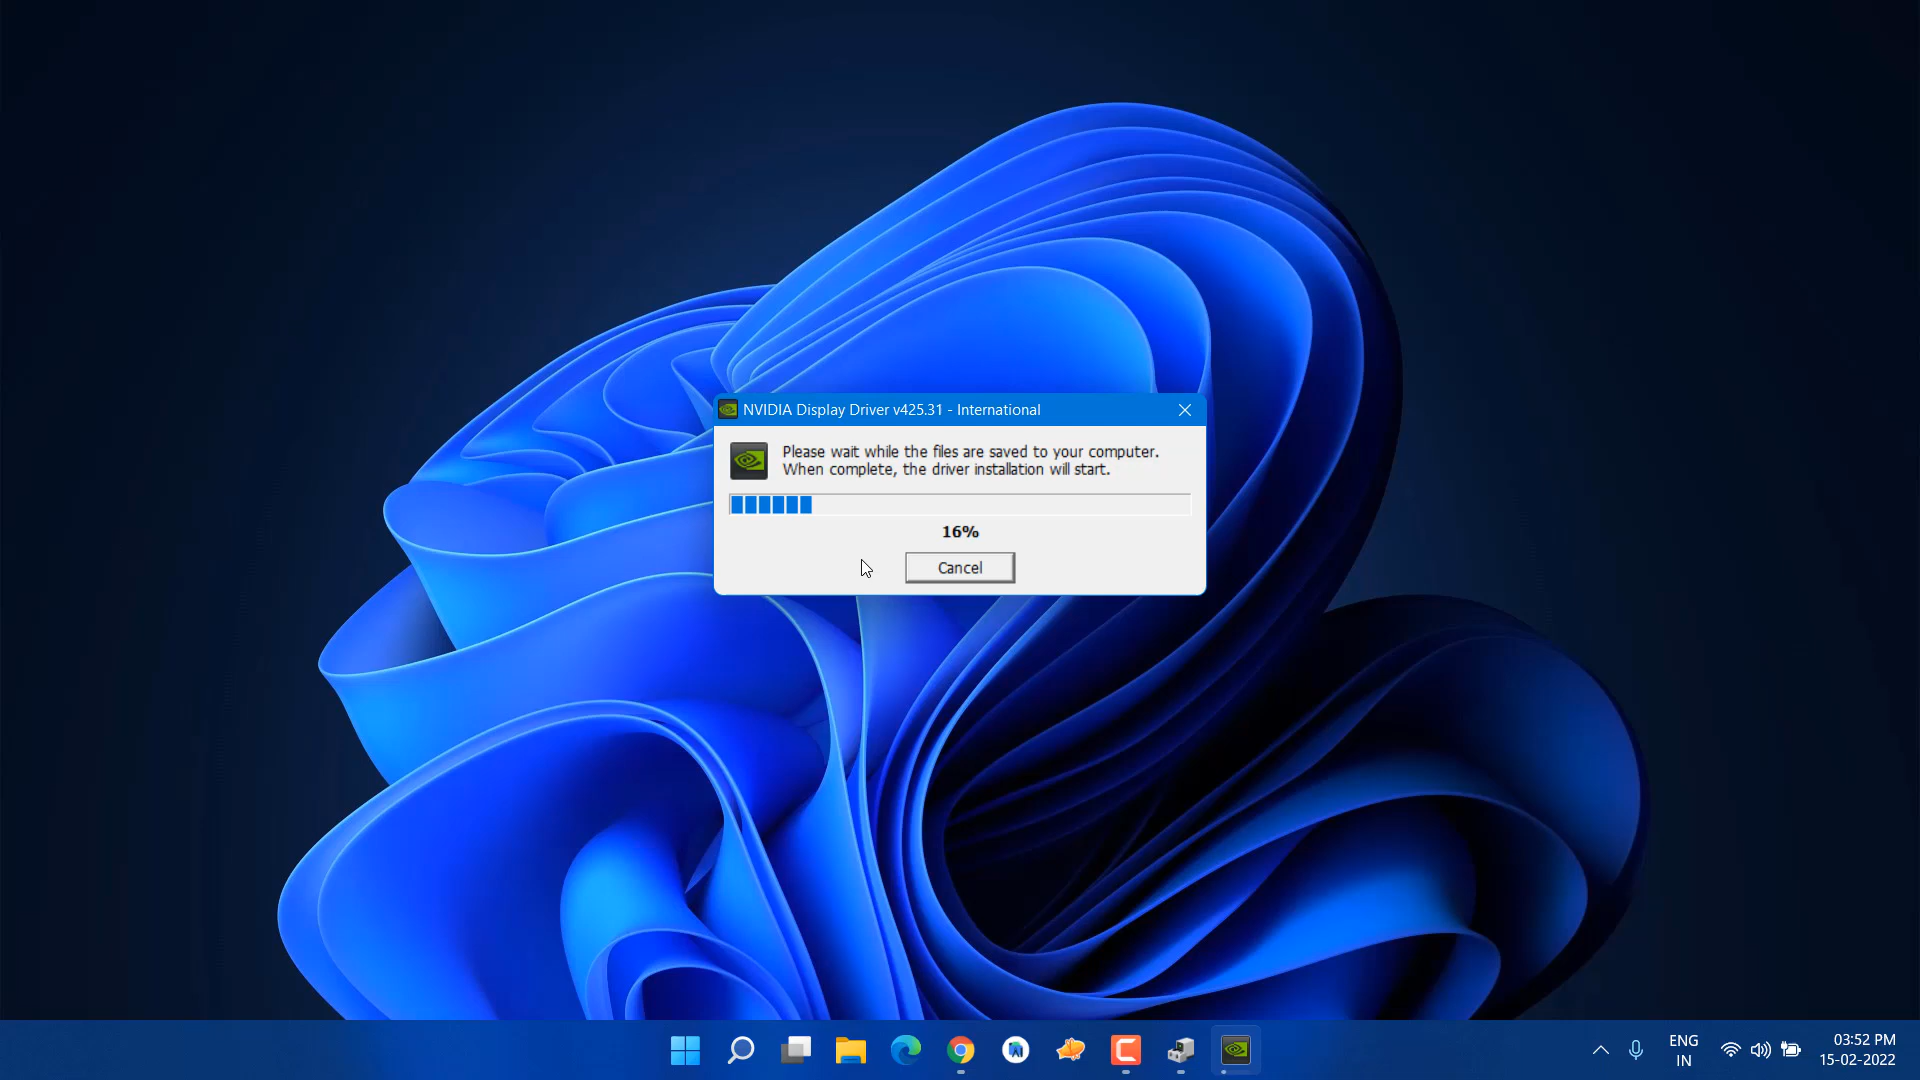 NVIDIA Display Driver v425.31 - International
Please wait while the files are saved to your computer.
When complete, the driver installation will start.
16%
Cancel
ENG
IN
03:52 PM
15-02-2022